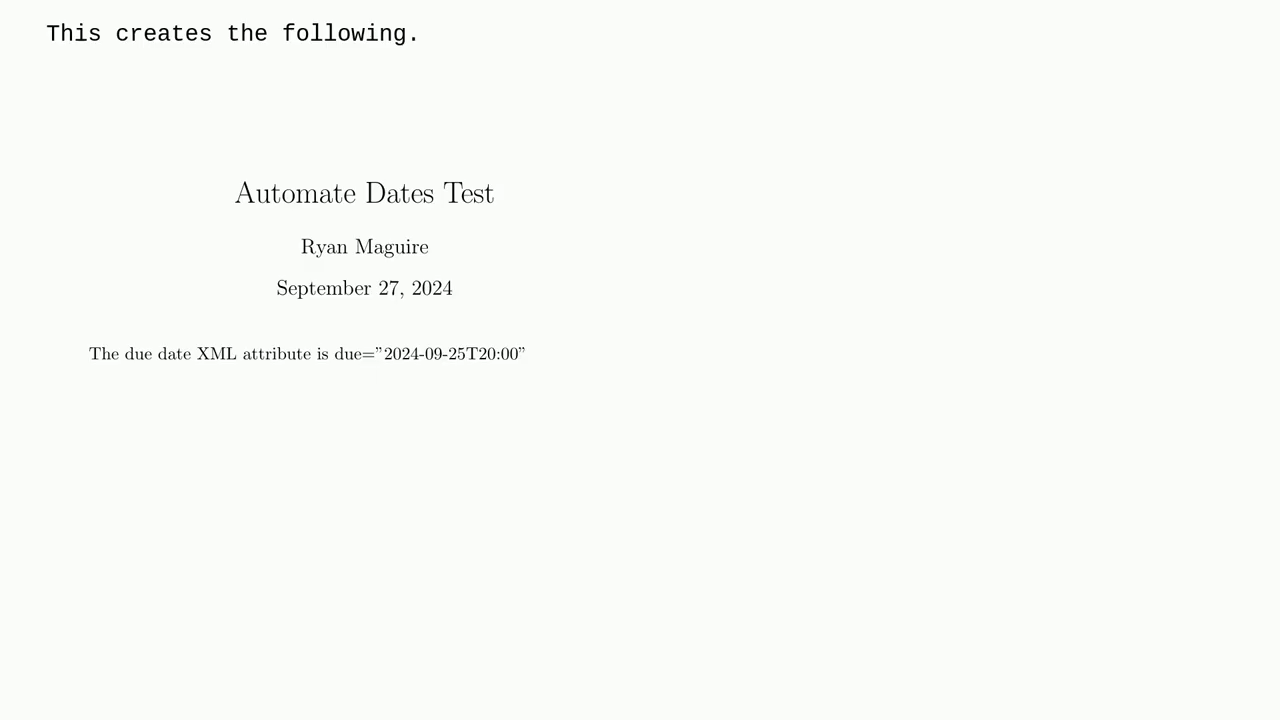 This creates the following.
Automate Dates Test
Ryan Maguire
September 27, 2024
The due date XML attribute is due=”2024-09-25T20:00”